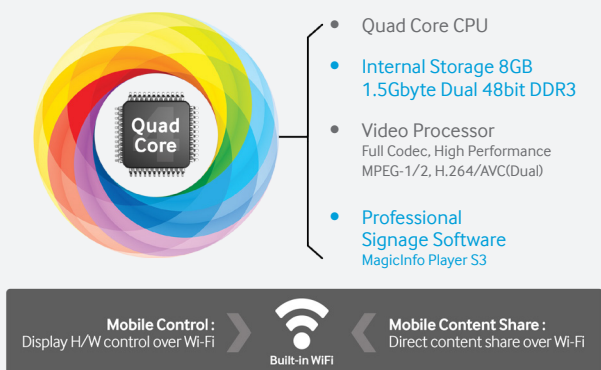 Quad
Core
Quad Core CPU
Internal Storage 8GB
1.5Gbyte Dual 48bit DDR3
Video Processor
Full Codec, High Performance
MPEG-1/2, H.264/AVC(Dual)
Professional
Signage Software
MagicInfo Player S3
Mobile Control :
Display H/W control over Wi-Fi
Built-in WiFi
Mobile Content Share :
Direct content share over Wi-Fi